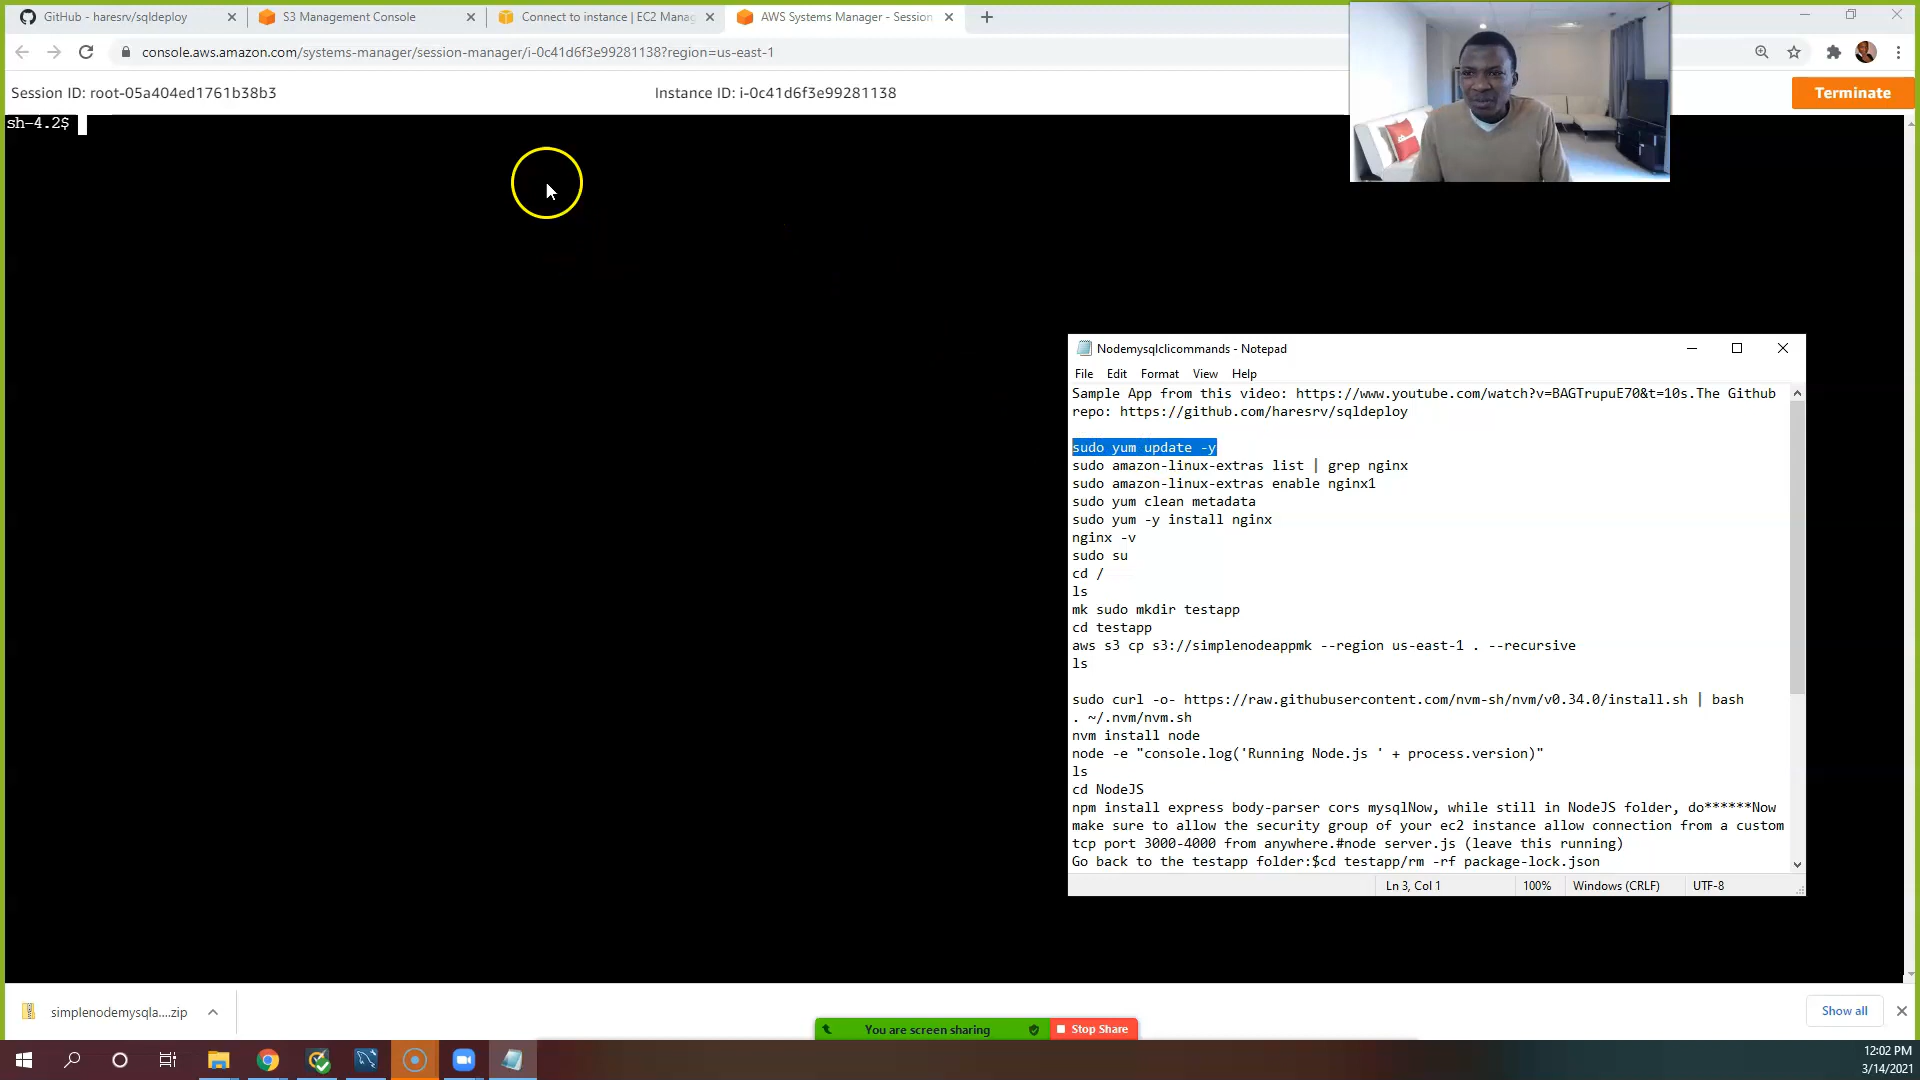 GitHub - haresrv/sqldeploy
S3 Management Console
Connect to instance | EC2 Manag
AWS Systems Manager - Session
console.aws.amazon.com/systems-manager/session-manager/i-0c41d6f3e99281138?region=us-east-1
Session ID: root-05a404ed1761b38b3
Instance ID: i-0c41d6f3e99281138
Terminate
sh-4.2$
Nodemysqlclicommands - Notepad
File Edit Format View Help
Sample App from this video: https://www.youtube.com/watch?v=BAGTrupuE70&t=10s.The Github
repo: https://github.com/haresrv/sqldeploy
sudo yum update -y
sudo amazon-linux-extras list | grep nginx
sudo amazon-linux-extras enable nginx1
sudo yum clean metadata
sudo yum -y install nginx
nginx -v
sudo su
cd /
ls
mk sudo mkdir testapp
cd testapp
aws s3 cp s3://simplenodeappmk --region us-east-1 . --recursive
ls
sudo curl -o- https://raw.githubusercontent.com/nvm-sh/nvm/v0.34.0/install.sh | bash
. ~/.nvm/nvm.sh
nvm install node
node -e "console.log('Running Node.js ' + process.version)"
ls
cd NodeJS
npm install express body-parser cors mysqlNow, while still in NodeJS folder, do******Now
make sure to allow the security group of your ec2 instance allow connection from a custom
tcp port 3000-4000 from anywhere.#node server.js (leave this running)
Go back to the testapp folder:$cd testapp/rm -rf package-lock.json
Ln 3, Col 1
100%
Windows (CRLF)
UTF-8
simplenodemysqla....zip
Show all
You are screen sharing
Stop Share
12:02 PM
3/14/2021